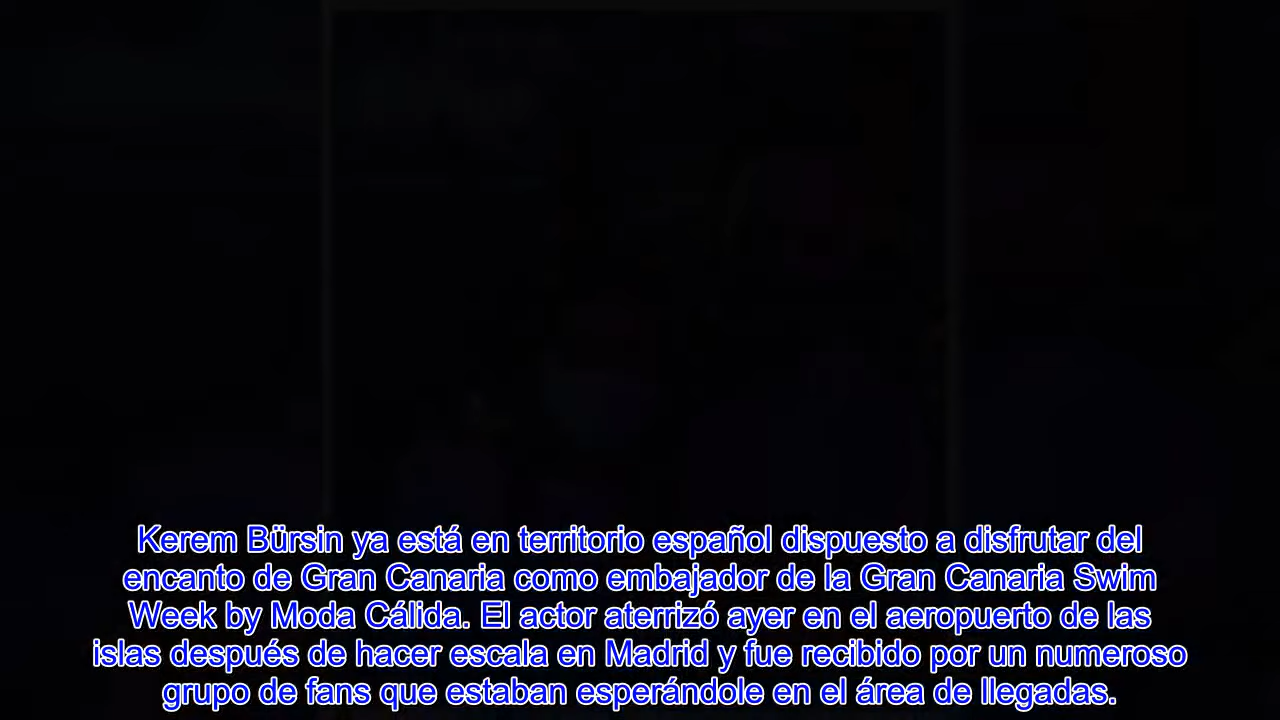 Kerem Bürsin ya está en territorio español dispuesto a disfrutar del
encanto de Gran Canaria como embajador de la Gran Canaria Swim
Week by Moda Cálida. El actor aterrizó ayer en el aeropuerto de las
islas después de hacer escala en Madrid y fue recibido por un numeroso
grupo de fans que estaban esperándole en el área de llegadas.